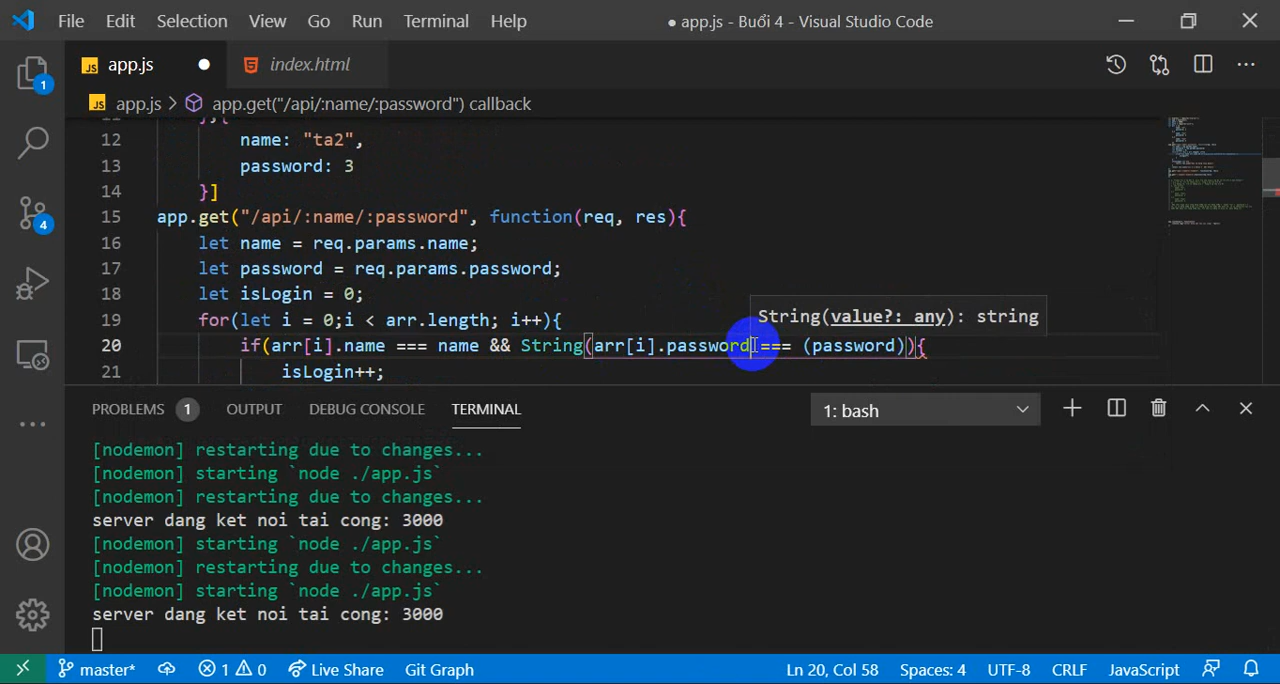 File Edit Selection View Go Run Terminal Help ● app.js - Buổi 4 - Visual Studio Code
JS app.js ● index.html
1
JS app.js > app.get("/api/:name/:password") callback
12 name: "ta2",
13 password: 3
14 }]
15 app.get("/api/:name/:password", function(req, res){
16 let name = req.params.name;
17 let password = req.params.password;
4
18 let isLogin = 0;
String(value?: any): string
19 for(let i = 0;i < arr.length; i++){
20 if(arr[i].name === name && String(arr[i].password === (password)){
21 isLogin++;
PROBLEMS 1 OUTPUT DEBUG CONSOLE TERMINAL 1: bash
[nodemon] restarting due to changes...
[nodemon] starting `node ./app.js`
[nodemon] restarting due to changes...
server dang ket noi tai cong: 3000
[nodemon] starting `node ./app.js`
[nodemon] restarting due to changes...
[nodemon] starting `node ./app.js`
server dang ket noi tai cong: 3000
master* 1 0 Live Share Git Graph Ln 20, Col 58 Spaces: 4 UTF-8 CRLF JavaScript